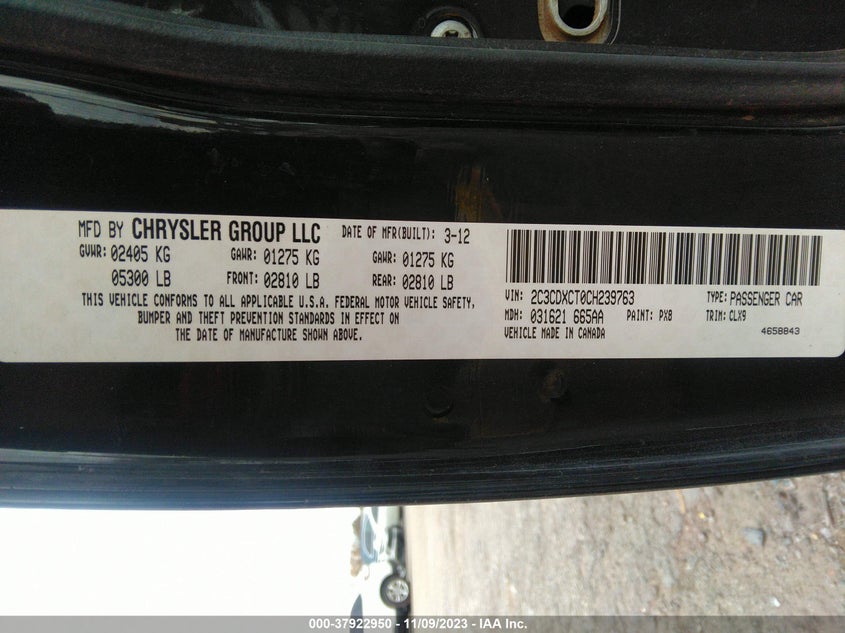 MFD BY CHRYSLER GROUP LLC DATE OF MFR(BUILT): 3-12
GVWR: 02405 KG GAWR: 01275 KG GAWR: 01275 KG
05300 LB FRONT: 02810 LB REAR: 02810 LB
THIS VEHICLE CONFORMS TO ALL APPLICABLE U.S.A. FEDERAL MOTOR VEHICLE SAFETY,
BUMPER AND THEFT PREVENTION STANDARDS IN EFFECT ON
THE DATE OF MANUFACTURE SHOWN ABOVE.
VIN: 2C3CDXCT0CH239763 TYPE: PASSENGER CAR
MDH: 031621 665AA PAINT: PX8 TRIM: CLX9
VEHICLE MADE IN CANADA 4658843
000-37922950 - 11/09/2023 - IAA Inc.